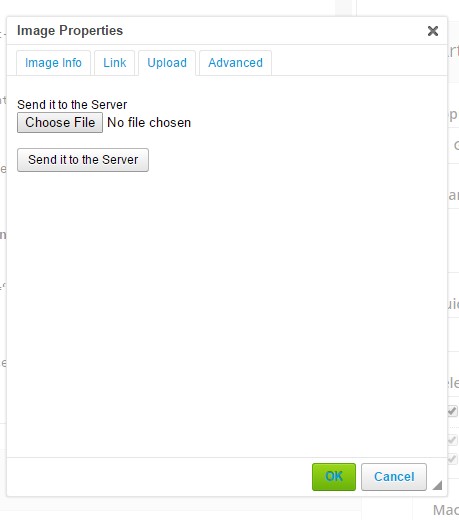 Image Properties
Image Info Link Upload Advanced
Send it to the Server
Choose File No file chosen
Send it to the Server
OK Cancel
Mac